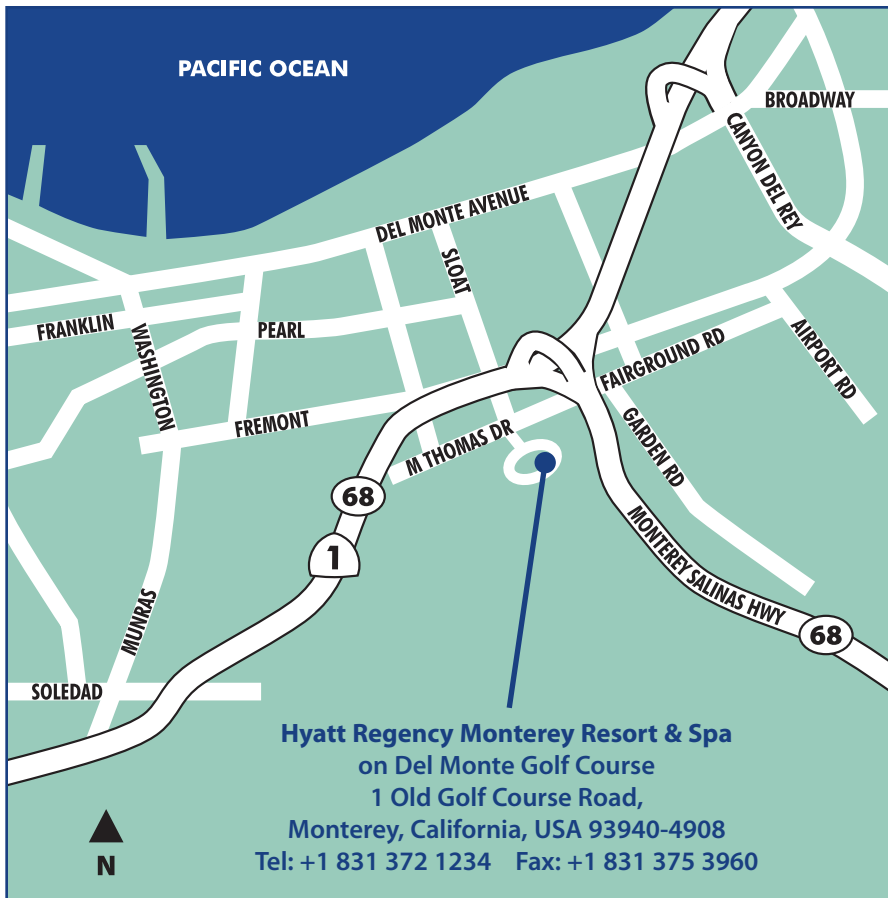 PACIFIC OCEAN
BROADWAY
CANYON DEL REY
DEL MONTE AVENUE
SLOAT
FRANKLIN
WASHINGTON
PEARL
AIRPORT RD
FAIRGROUND RD
FREMONT
GARDEN RD
M THOMAS DR
68
1
MONTEREY SALINAS HWY
MUNRAS
68
SOLEDAD
Hyatt Regency Monterey Resort & Spa
on Del Monte Golf Course
1 Old Golf Course Road,
Monterey, California, USA 93940-4908
Tel: +1 831 372 1234 Fax: +1 831 375 3960
N